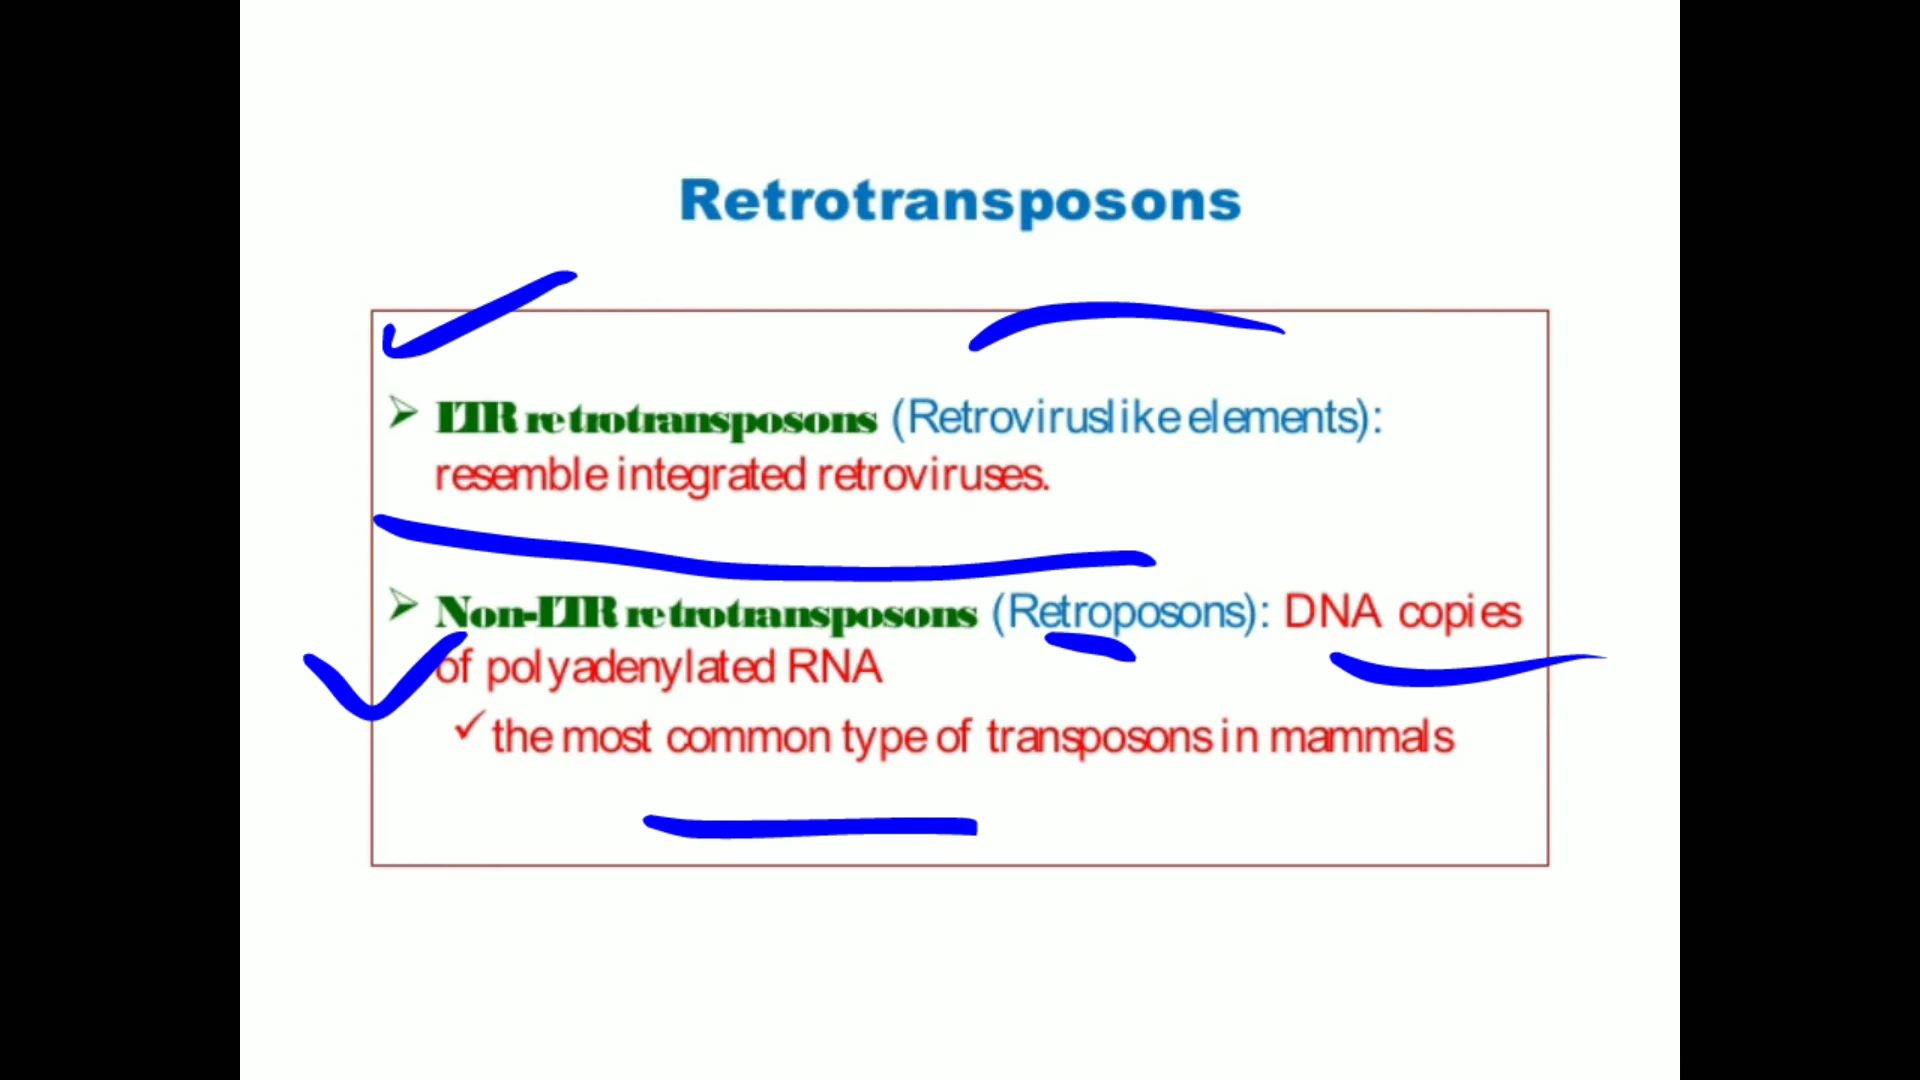 Retrotransposons
LTR retrotransposons (Retroviruslike elements):
resemble integrated retroviruses.
Non-LTR retrotransposons (Retroposons): DNA copies
of polyadenylated RNA
the most common type of transposons in mammals